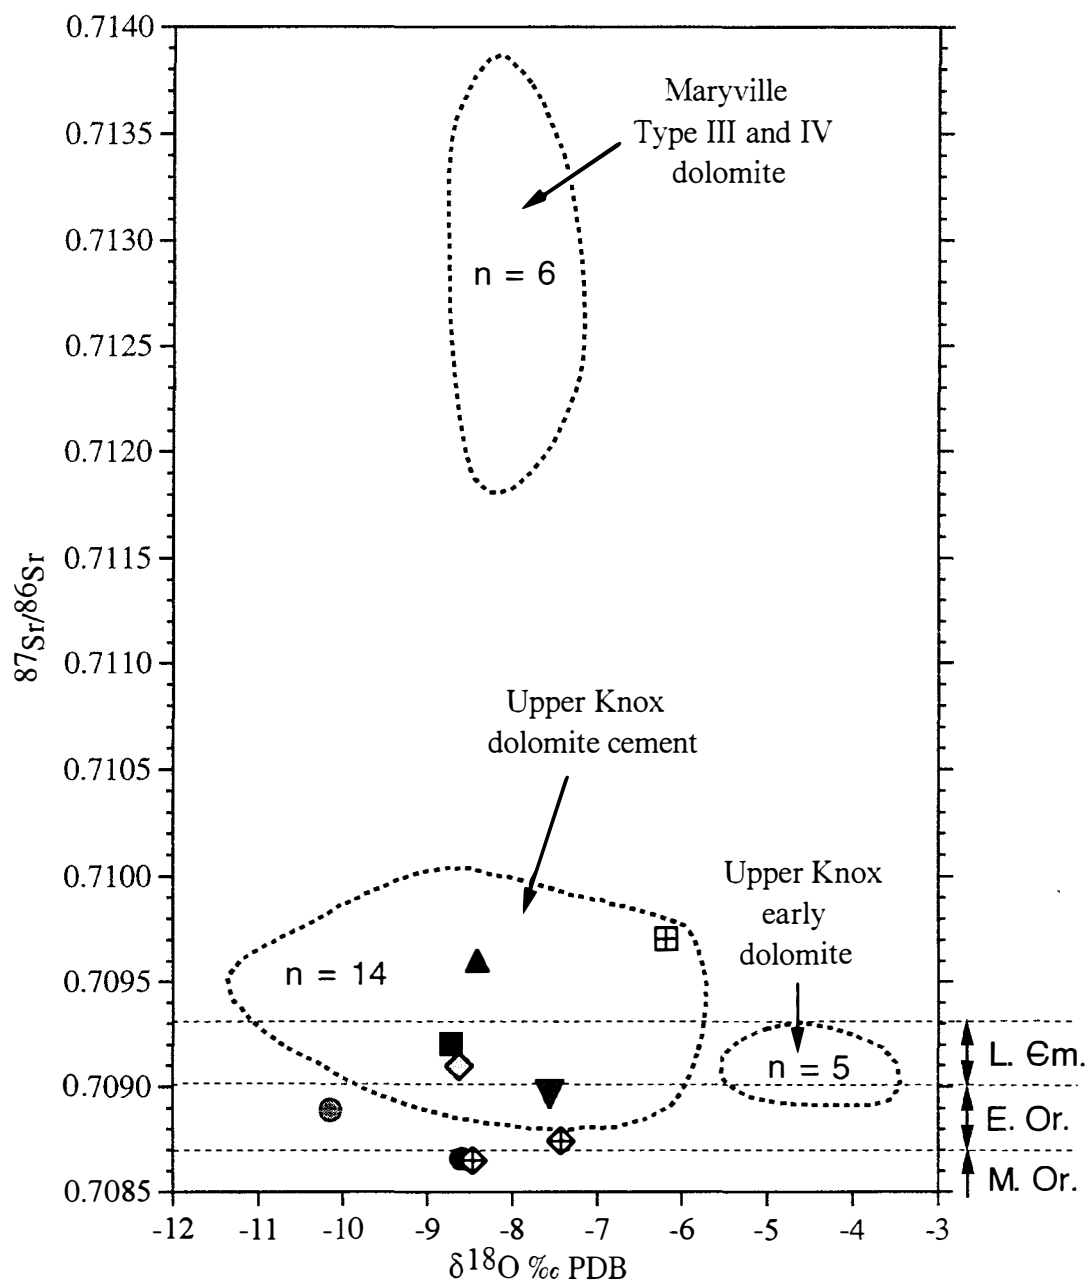 0.7140
Maryville
Type III and IV
dolomite
0.7135
0.7130
n = 6
0.7125
0.7120
0.7115
87Sr/86Sr
0.7110
Upper Knox
dolomite cement
0.7105
0.7100
Upper Knox
early
dolomite
n = 14
0.7095
L. Ꞓm.
n = 5
0.7090
E. Or.
M. Or.
0.7085
-12 -11 -10 -9 -8 -7 -6 -5 -4 -3
δ18O ‰ PDB